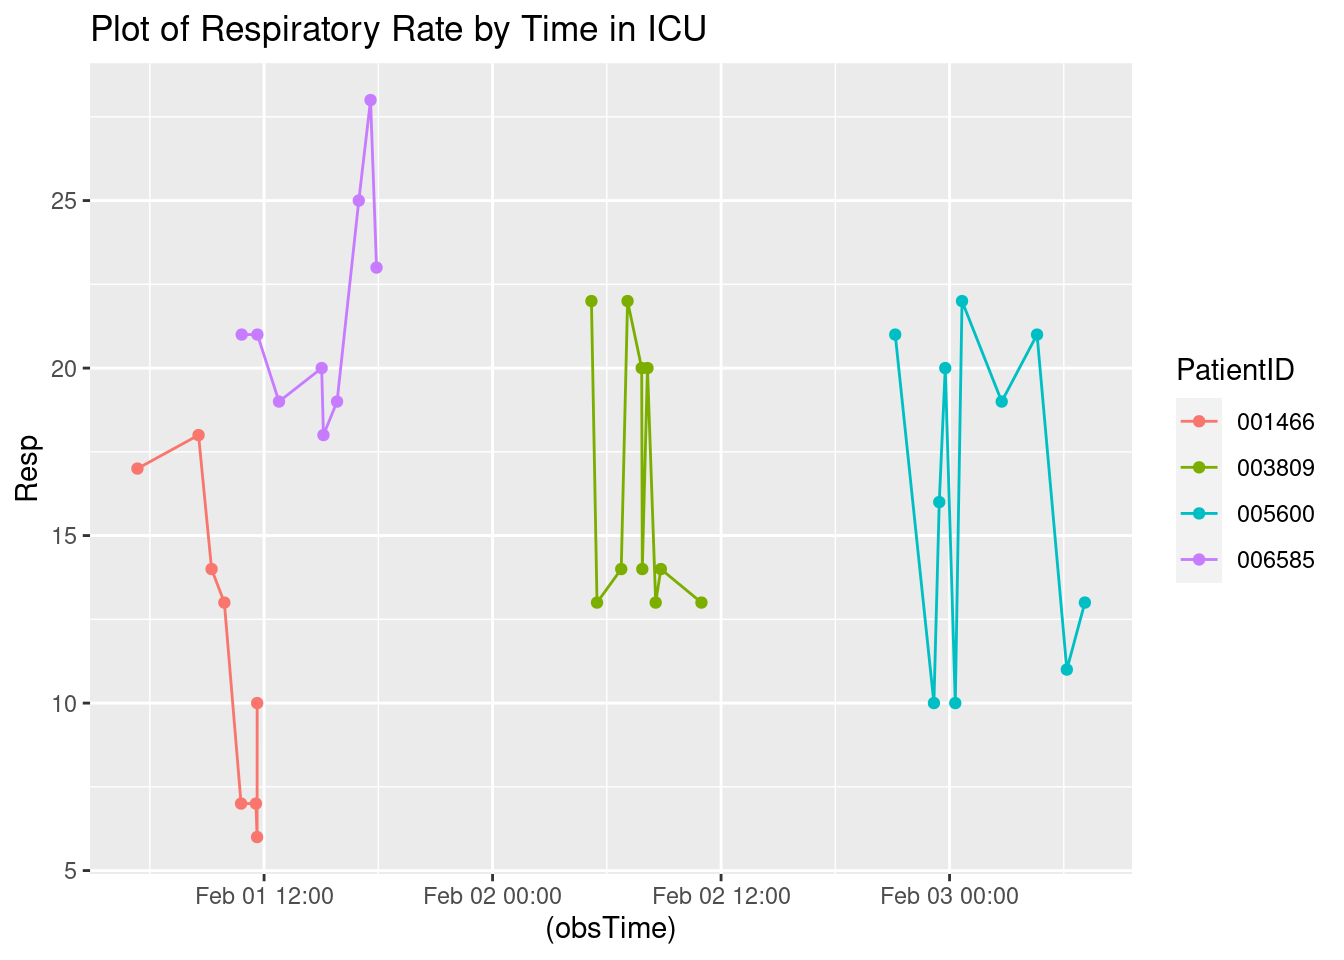 Plot of Respiratory Rate by Time in ICU
Resp
25
20
15
10
5
Feb 01 12:00 Feb 02 00:00 Feb 02 12:00 Feb 03 00:00
(obsTime)
PatientID
001466
003809
005600
006585